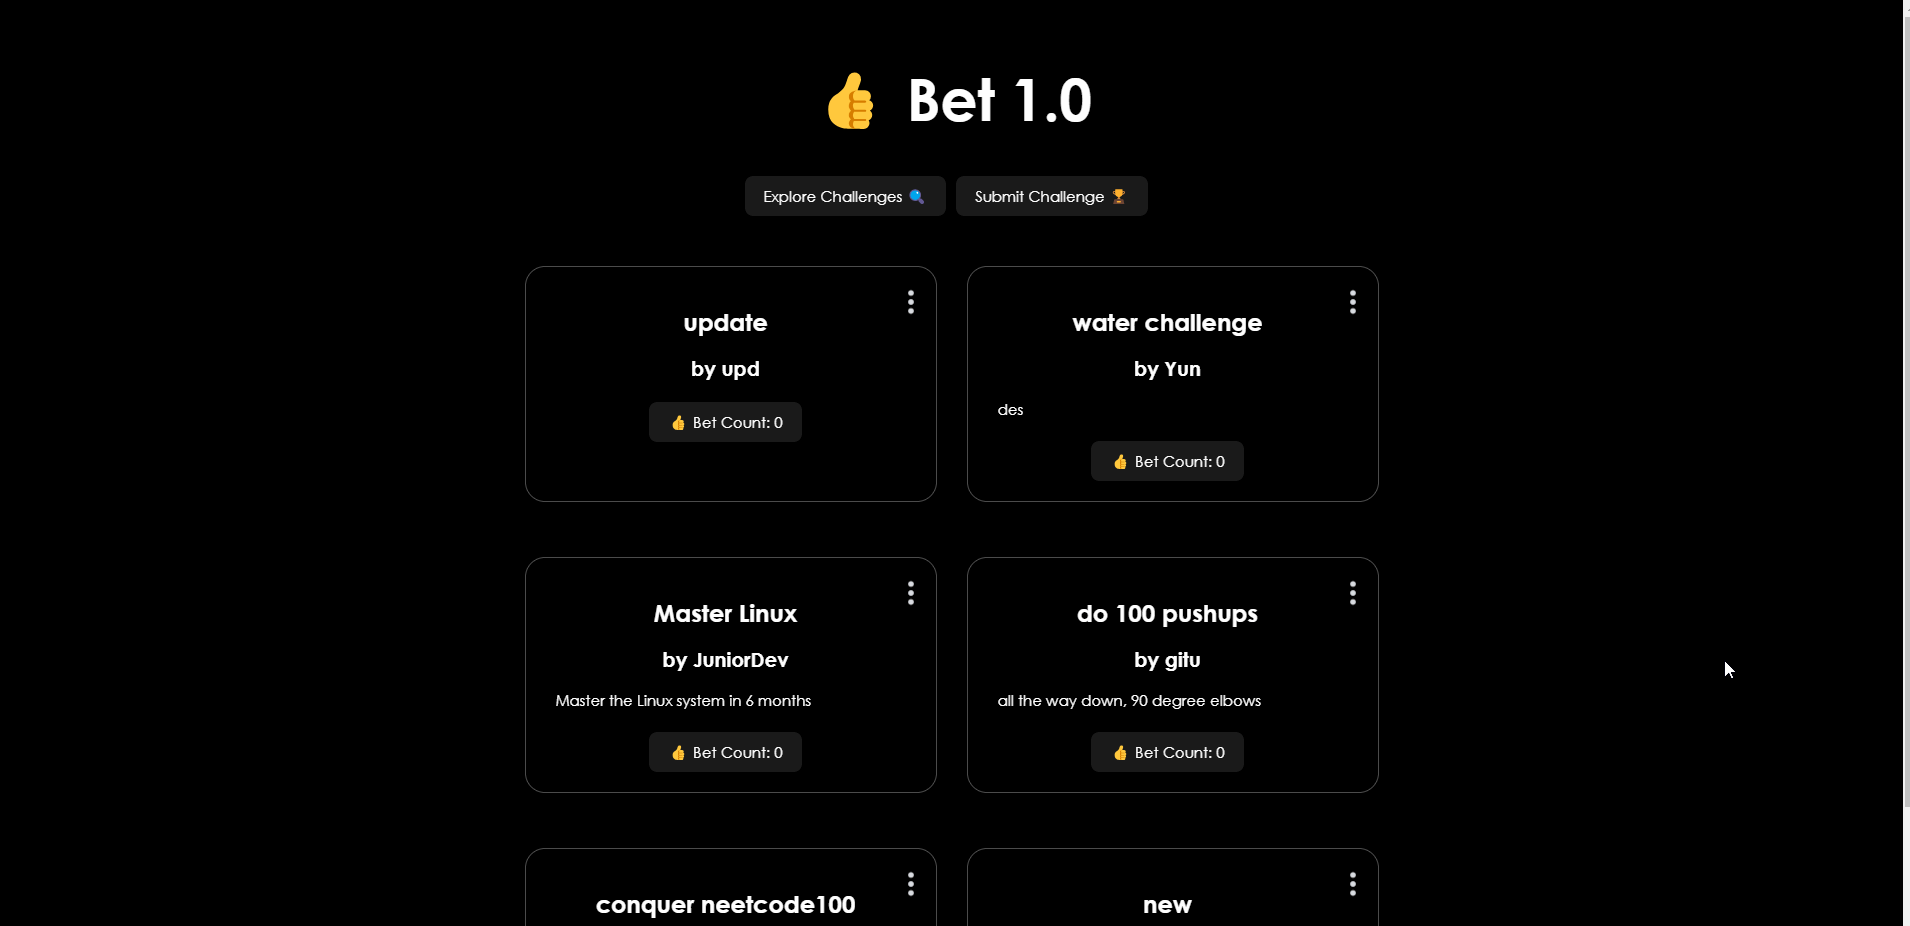 👍 Bet 1.0
Explore Challenges 🔍 Submit Challenge 🏆
update
by upd
👍 Bet Count: 0
water challenge
by Yun
des
👍 Bet Count: 0
Master Linux
by JuniorDev
Master the Linux system in 6 months
👍 Bet Count: 0
do 100 pushups
by gitu
all the way down, 90 degree elbows
👍 Bet Count: 0
conquer neetcode100
new